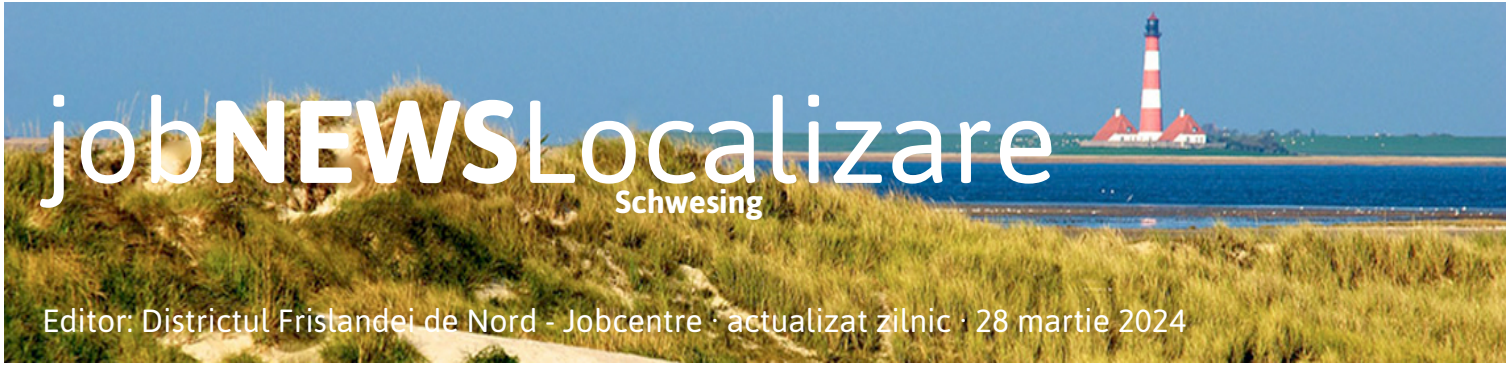 jobNEWSLocalizare
Schwesing
Editor: Districtul Frislandei de Nord - Jobcentre · actualizat zilnic · 28 martie 2024